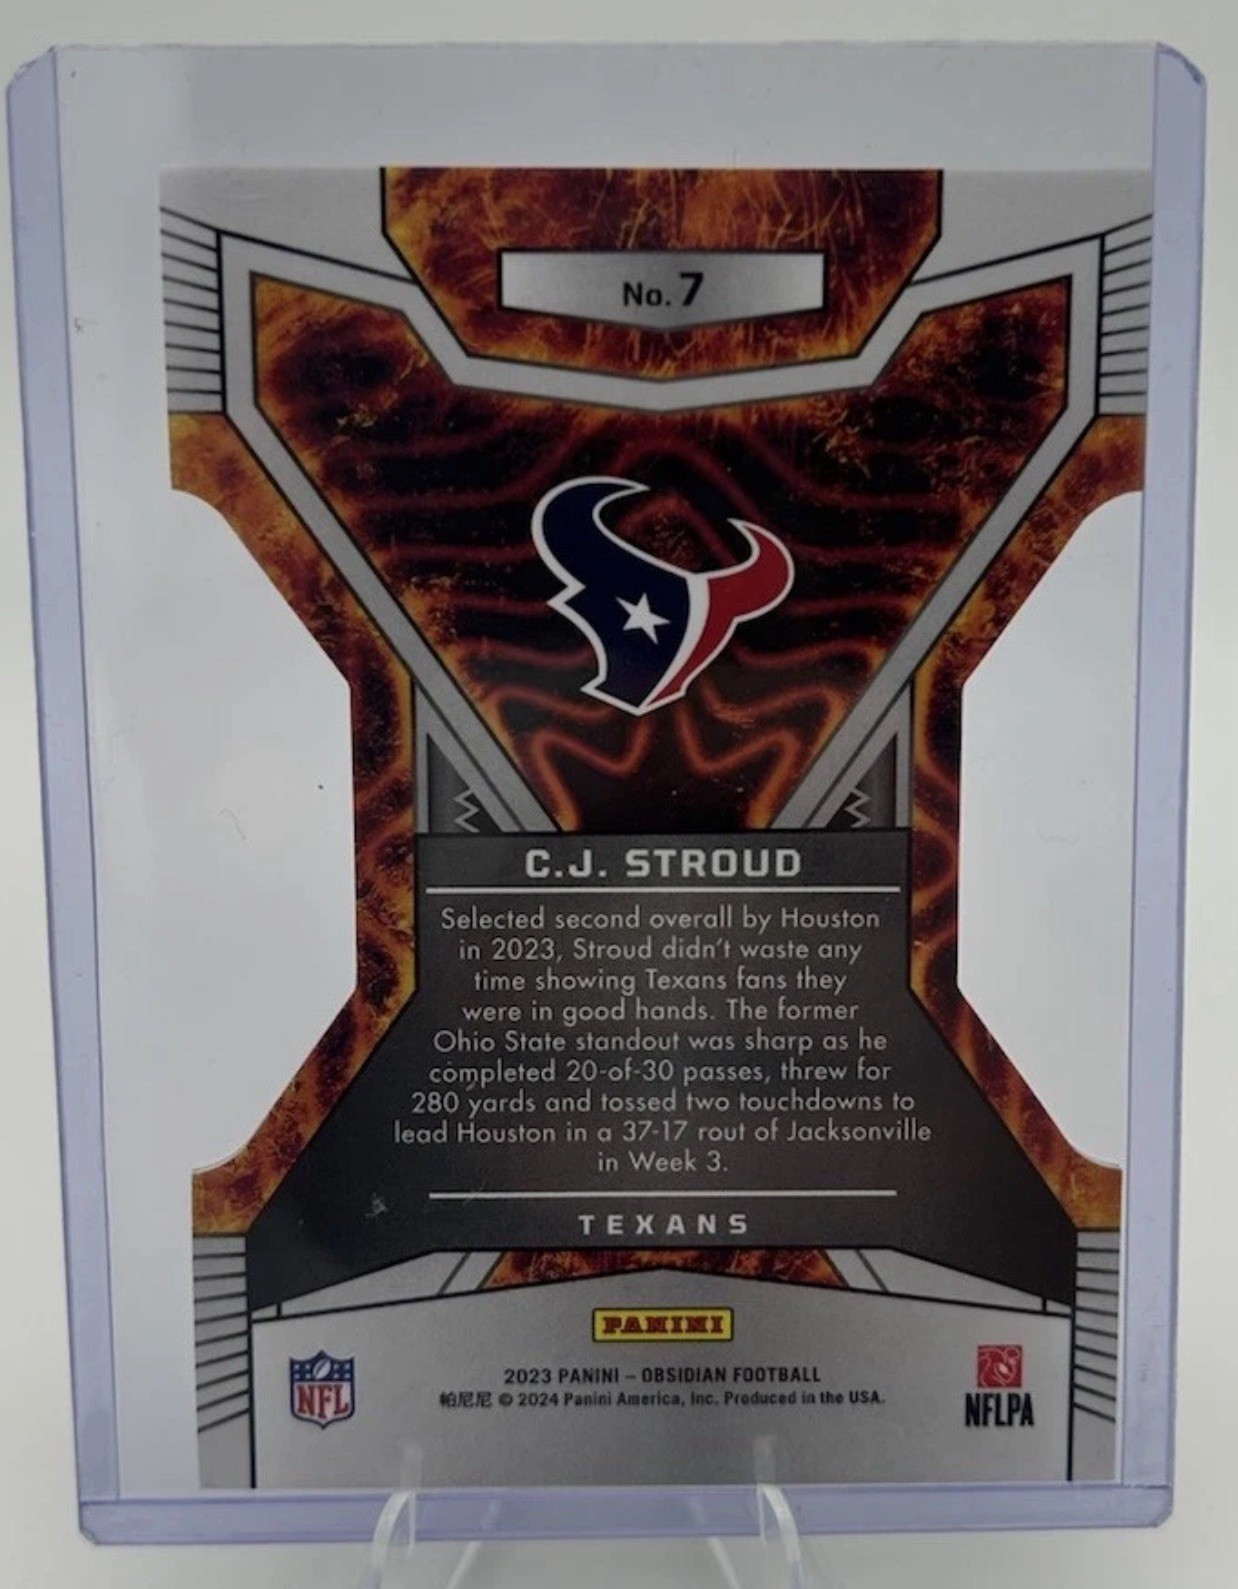 No. 7
C.J. STROUD
Selected second overall by Houston
in 2023, Stroud didn't waste any
time showing Texans fans they
were in good hands. The former
Ohio State standout was sharp as he
completed 20-of-30 passes, threw for
280 yards and tossed two touchdowns to
lead Houston in a 37-17 rout of Jacksonville
in Week 3.
TEXANS
PANINI
NFL
2023 PANINI – OBSIDIAN FOOTBALL
帕尼尼 © 2024 Panini America, Inc. Produced in the USA.
NFLPA